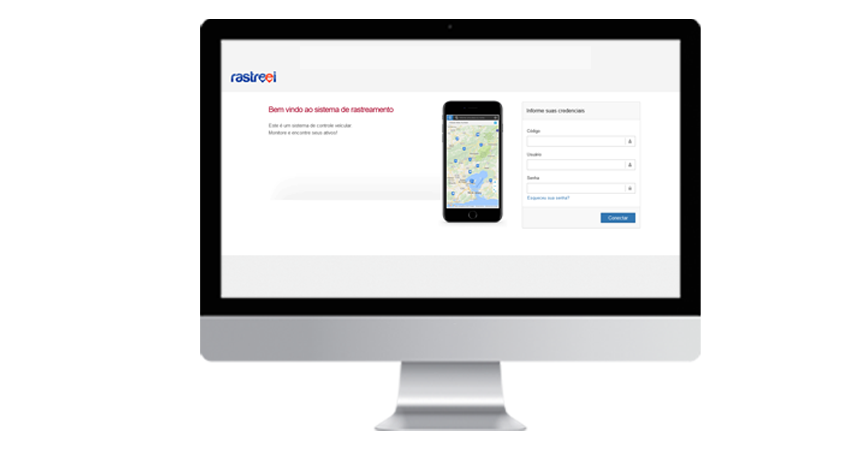 rastreei
Bem vindo ao sistema de rastreamento
Este é um sistema de controle veicular
Monitore e encontre seus ativos!
Informe suas credenciais
Código
Usuário
Senha
Esqueceu sua senha?
Conectar